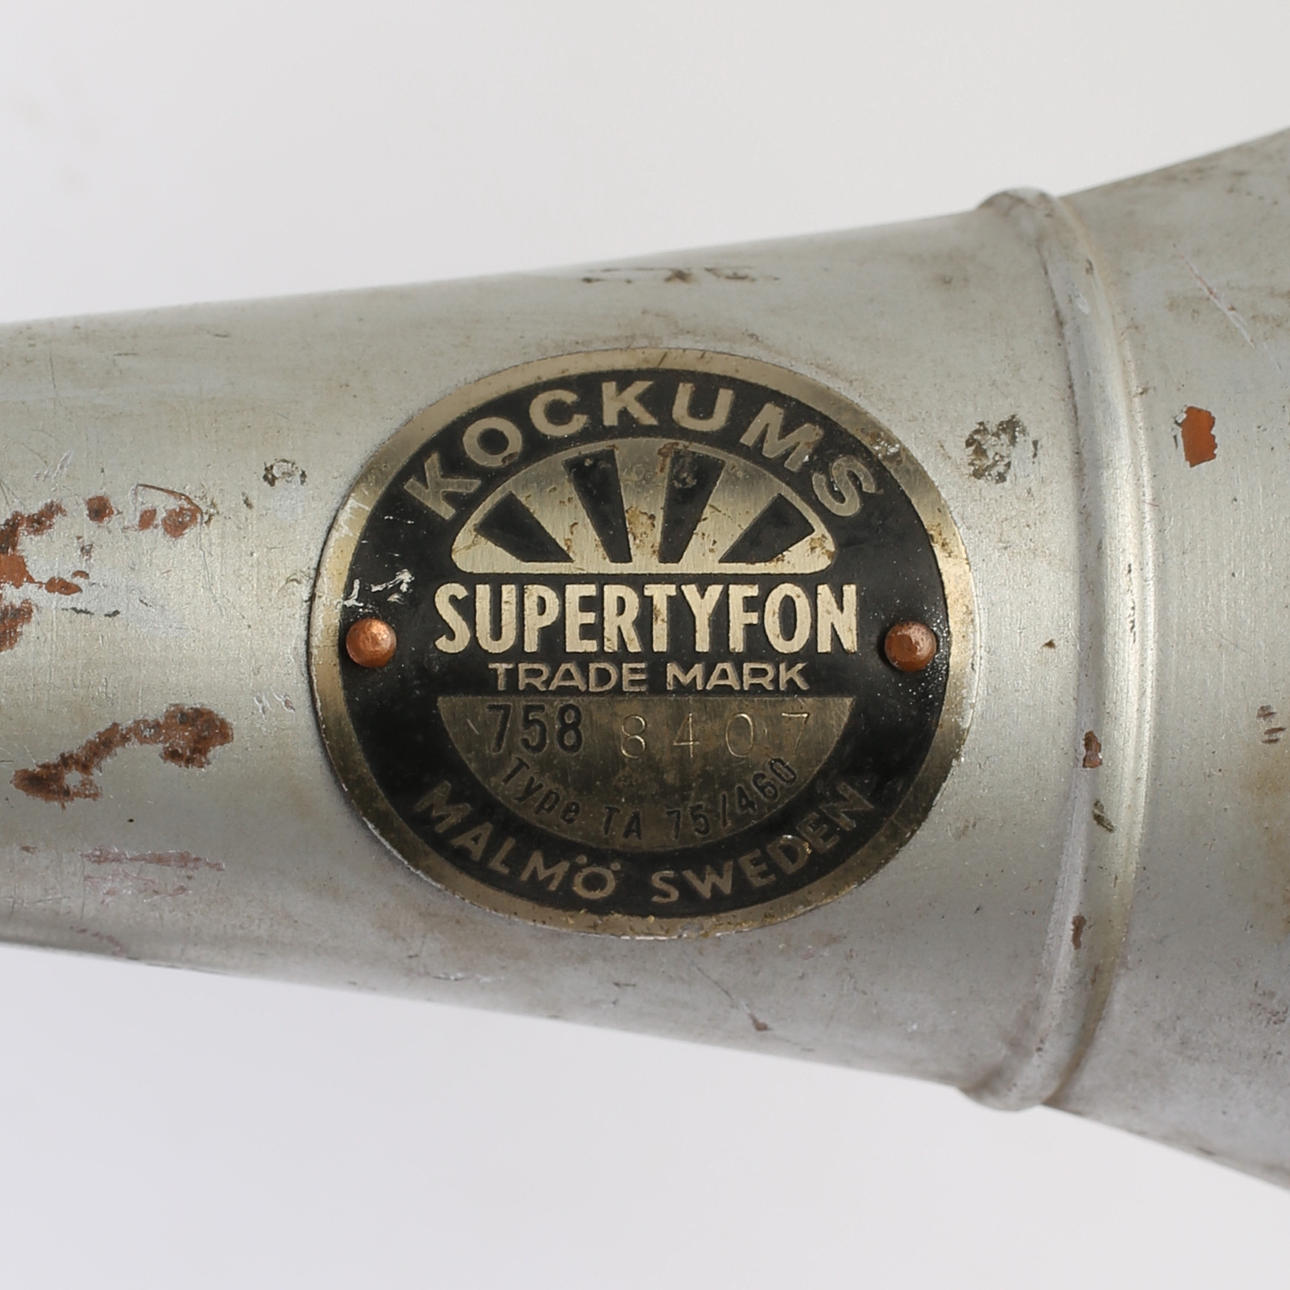 KOCKUMS
SUPERTYFON
TRADE MARK
758 8407
Type TA 75/460
MALMÖ SWEDEN